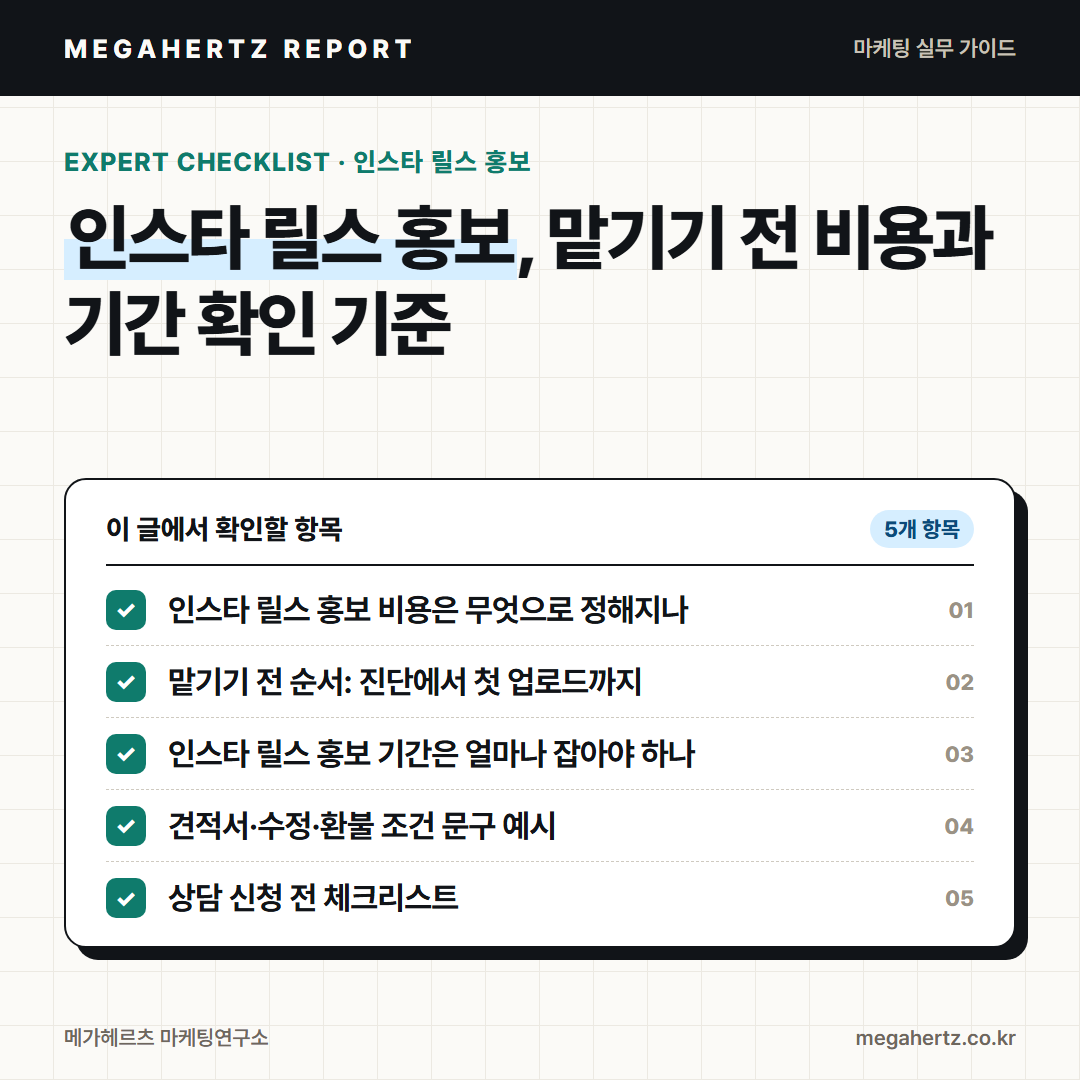 MEGAHERTZ REPORT
마케팅 실무 가이드
EXPERT CHECKLIST · 인스타 릴스 홍보
인스타 릴스 홍보, 맡기기 전 비용과
기간 확인 기준
이 글에서 확인할 항목
5개 항목
인스타 릴스 홍보 비용은 무엇으로 정해지나
01
맡기기 전 순서: 진단에서 첫 업로드까지
02
인스타 릴스 홍보 기간은 얼마나 잡아야 하나
03
견적서·수정·환불 조건 문구 예시
04
상담 신청 전 체크리스트
05
메가헤르츠 마케팅연구소
megahertz.co.kr